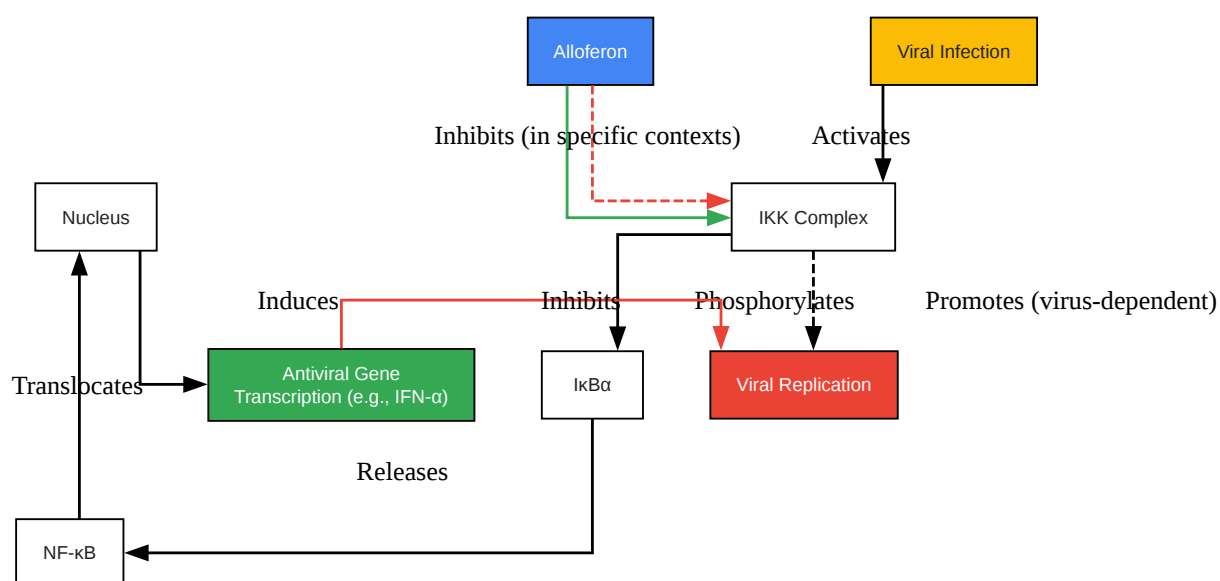 Alloferon
Viral Infection
Inhibits (in specific contexts)
Activates
Nucleus
IKK Complex
Induces
Inhibits
Phosphorylates
Promotes (virus-dependent)
Translocates
Antiviral Gene
Transcription (e.g., IFN-α)
IκBα
Viral Replication
Releases
NF-κB